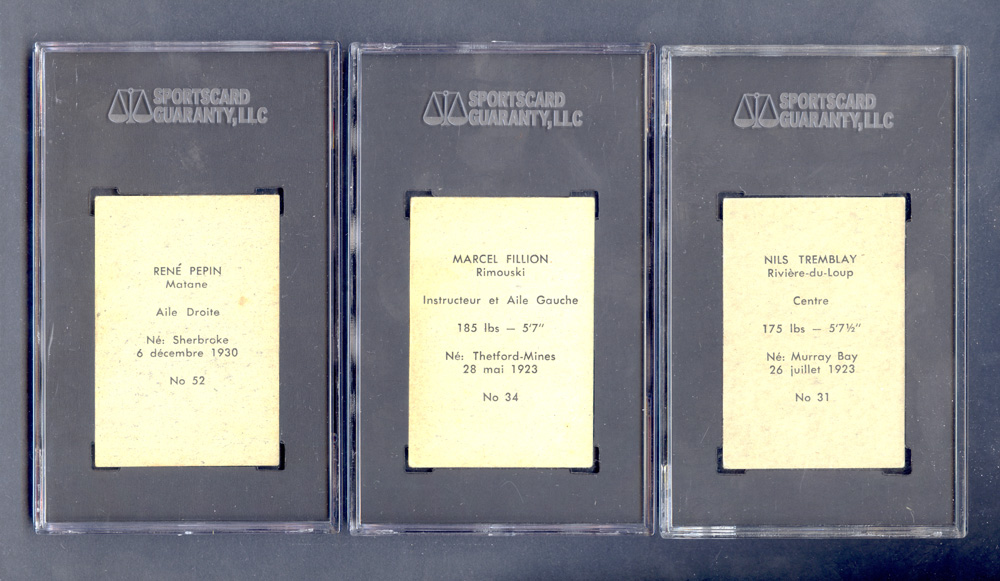 SPORTSCARD
GUARANTY, LLC
RENÉ PEPIN
Matane
Aile Droite
Né: Sherbroke
6 décembre 1930
No 52
SPORTSCARD
GUARANTY, LLC
MARCEL FILLION
Rimouski
Instructeur et Aile Gauche
185 lbs — 5'7"
Né: Thetford-Mines
28 mai 1923
No 34
SPORTSCARD
GUARANTY, LLC
NILS TREMBLAY
Rivière-du-Loup
Centre
175 lbs — 5'7½"
Né: Murray Bay
26 juillet 1923
No 31